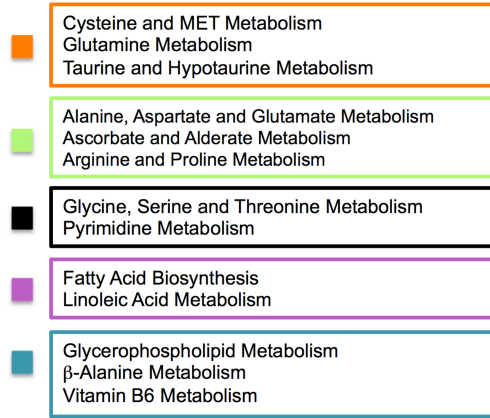 Cysteine and MET Metabolism
Glutamine Metabolism
Taurine and Hypotaurine Metabolism
Alanine, Aspartate and Glutamate Metabolism
Ascorbate and Alderate Metabolism
Arginine and Proline Metabolism
Glycine, Serine and Threonine Metabolism
Pyrimidine Metabolism
Fatty Acid Biosynthesis
Linoleic Acid Metabolism
Glycerophospholipid Metabolism
β-Alanine Metabolism
Vitamin B6 Metabolism